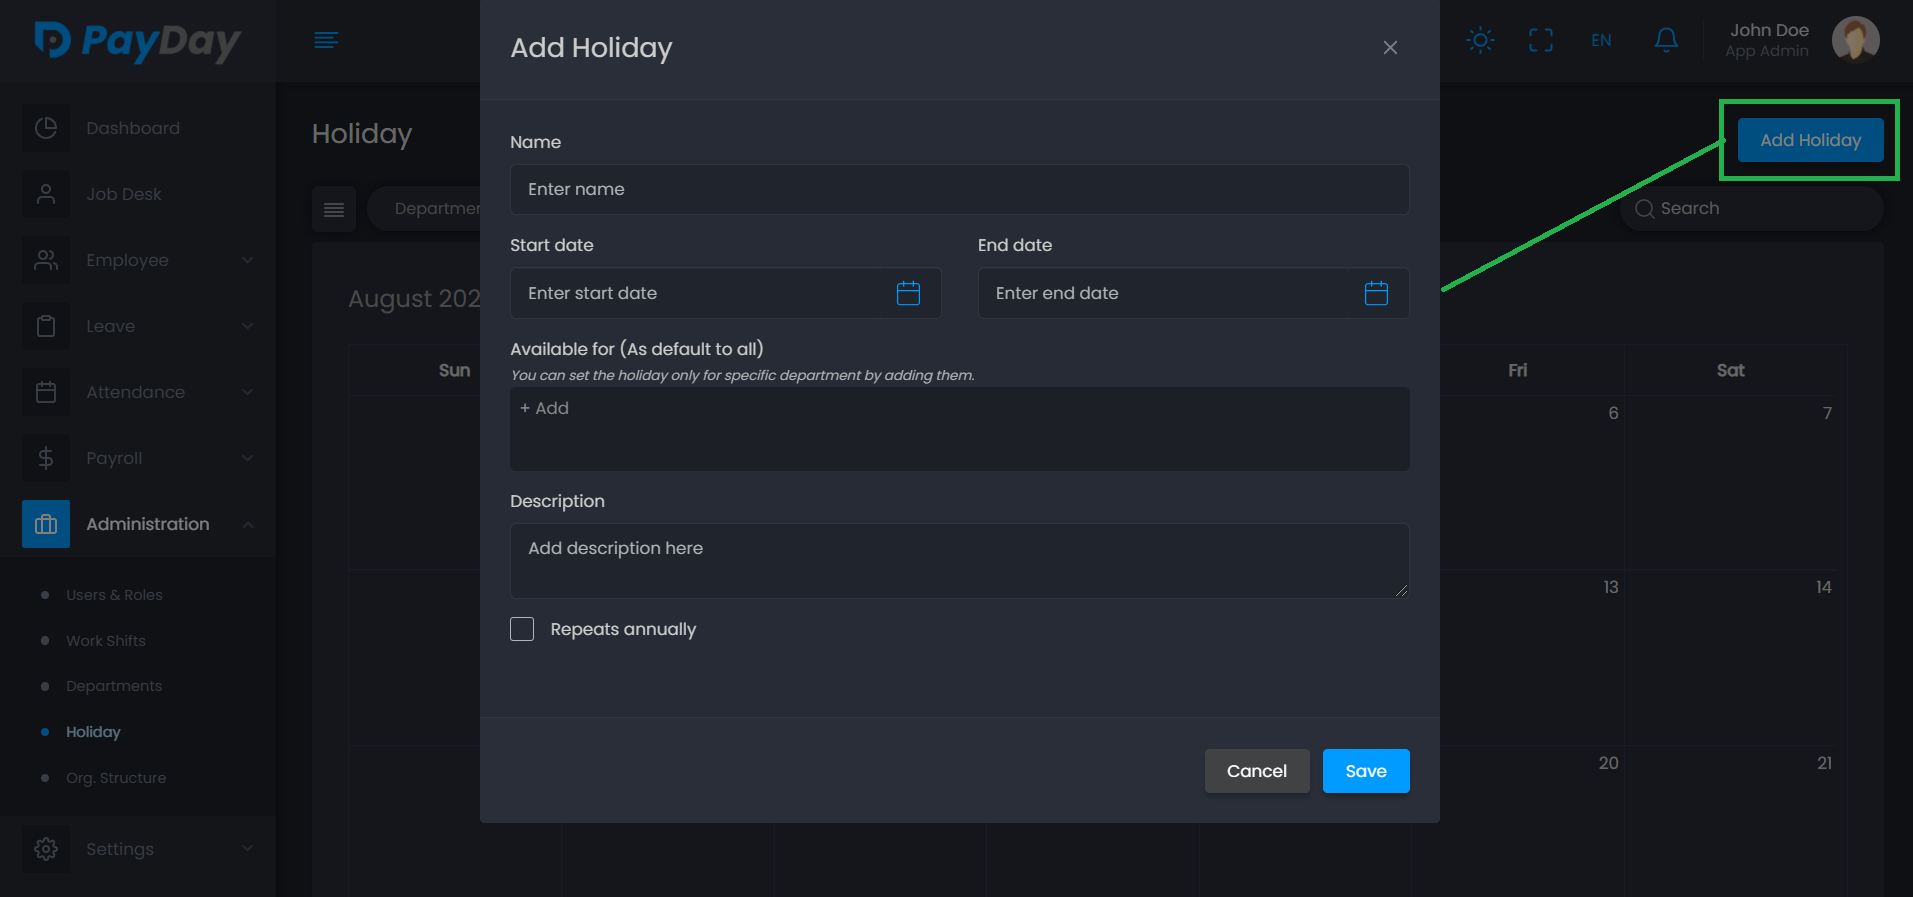 PayDay
EN
John Doe
App Admin
Dashboard
Job Desk
Employee
Leave
Attendance
Payroll
Administration
Users & Roles
Work Shifts
Departments
Holiday
Org. Structure
Settings
Holiday
Add Holiday
Search
August 202
Sun
Fri
Sat
6
7
13
14
20
21
Add Holiday
Name
Enter name
Start date
End date
Enter start date
Enter end date
Available for (As default to all)
You can set the holiday only for specific department by adding them.
+ Add
Description
Add description here
Repeats annually
Cancel
Save